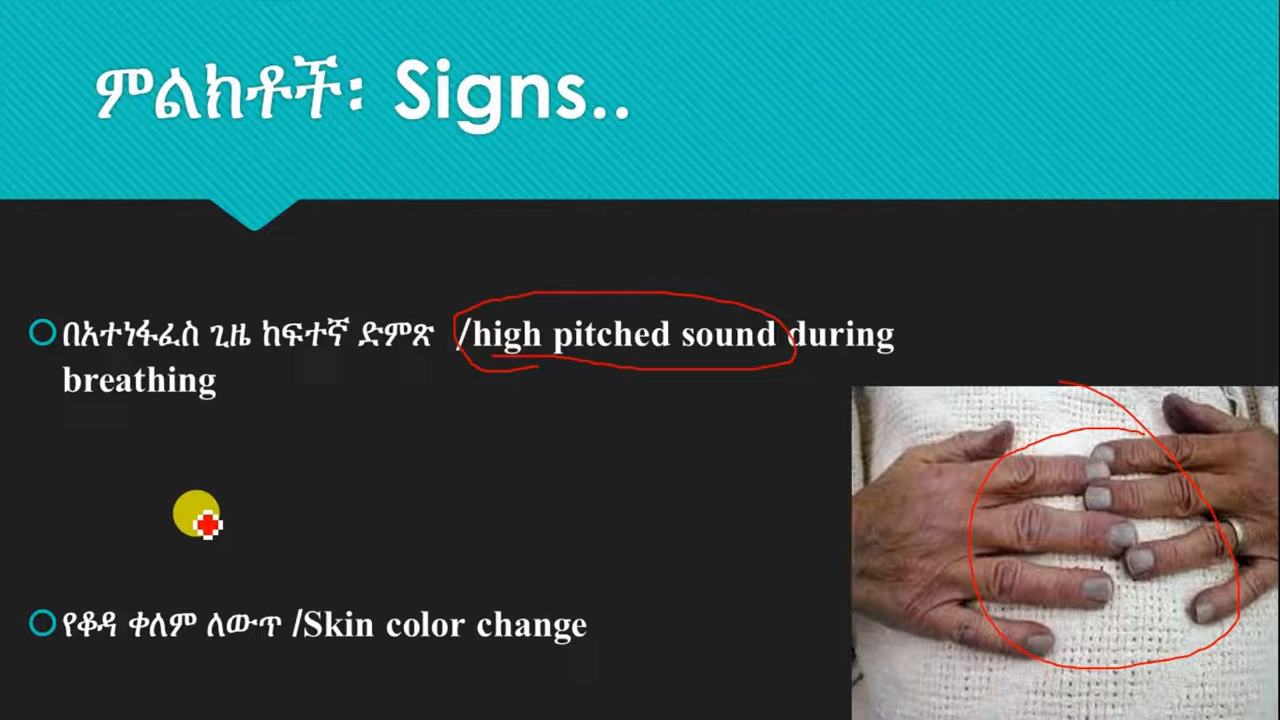 ምልክቶች፡ Signs..
በአተነፋፈስ ጊዜ ከፍተኛ ድምጽ /high pitched sound during
breathing
የቆዳ ቀለም ለውጥ /Skin color change